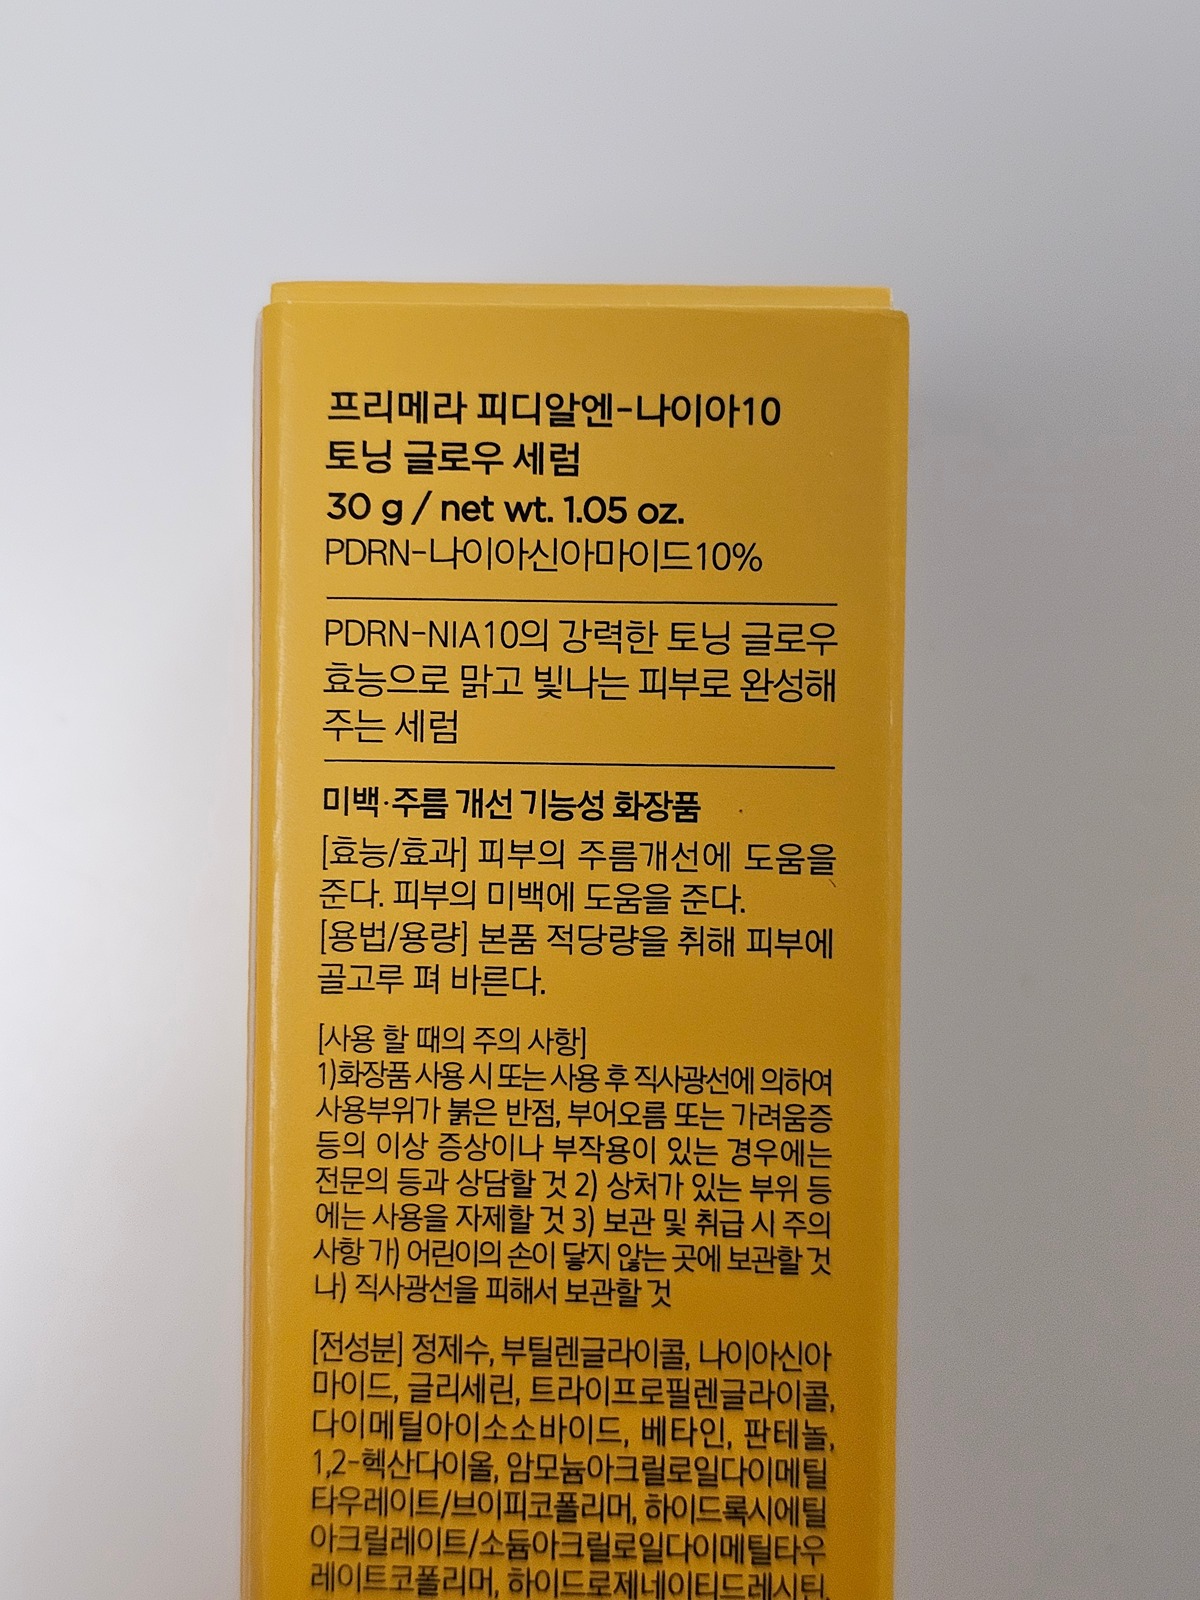 프리메라 피디알엔-나이아10
토닝 글로우 세럼
30 g / net wt. 1.05 oz.
PDRN-나이아신아마이드10%
PDRN-NIA10의 강력한 토닝 글로우
효능으로 맑고 빛나는 피부로 완성해
주는 세럼
미백·주름 개선 기능성 화장품
[효능/효과] 피부의 주름개선에 도움을
준다. 피부의 미백에 도움을 준다.
[용법/용량] 본품 적당량을 취해 피부에
골고루 펴 바른다.
[사용 할 때의 주의 사항]
1)화장품 사용 시 또는 사용 후 직사광선에 의하여
사용부위가 붉은 반점, 부어오름 또는 가려움증
등의 이상 증상이나 부작용이 있는 경우에는
전문의 등과 상담할 것 2) 상처가 있는 부위 등
에는 사용을 자제할 것 3) 보관 및 취급 시 주의
사항 가) 어린이의 손이 닿지 않는 곳에 보관할 것
나) 직사광선을 피해서 보관할 것
[전성분] 정제수, 부틸렌글라이콜, 나이아신아
마이드, 글리세린, 트라이프로필렌글라이콜,
다이메틸아이소소바이드, 베타인, 판테놀,
1,2-헥산다이올, 암모늄아크릴로일다이메틸
타우레이트/브이피코폴리머, 하이드록시에틸
아크릴레이트/소듐아크릴로일다이메틸타우
레이트코폴리머, 하이드로제네이티드레시틴,